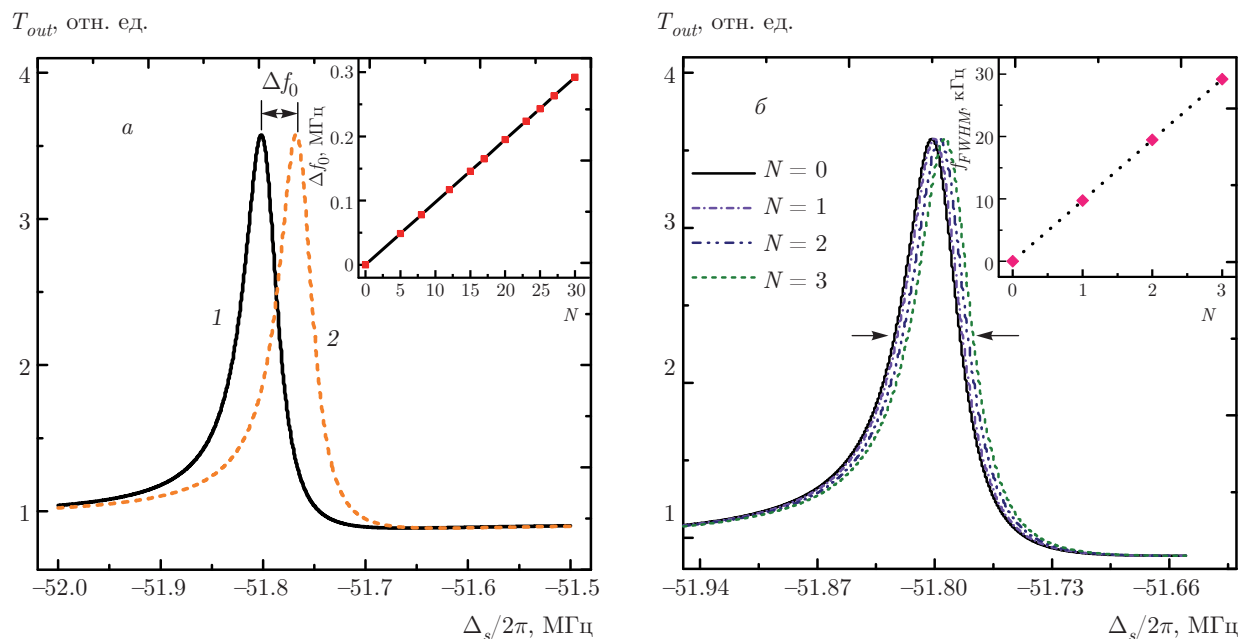 T_out, отн. ед.
4
3
2
1
–52.0 –51.9 –51.8 –51.7 –51.6 –51.5
Δ_s/2π, МГц
а
Δf_0
1
2
Δf_0, МГц
0.3
0.2
0.1
0
0 5 10 15 20 25 30
N
T_out, отн. ед.
4
3
2
1
–51.94 –51.87 –51.80 –51.73 –51.66
Δ_s/2π, МГц
б
N = 0
N = 1
N = 2
N = 3
f_FWHM, кГц
30
20
10
0
0 1 2 3
N